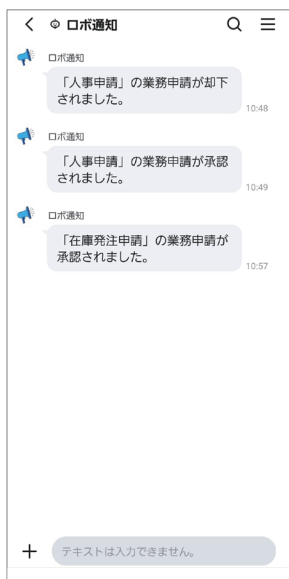 ロボ通知
ロボ通知
「人事申請」の業務申請が却下
されました。
10:48
ロボ通知
「人事申請」の業務申請が承認
されました。
10:49
ロボ通知
「在庫発注申請」の業務申請が
承認されました。
10:57
テキストは入力できません。